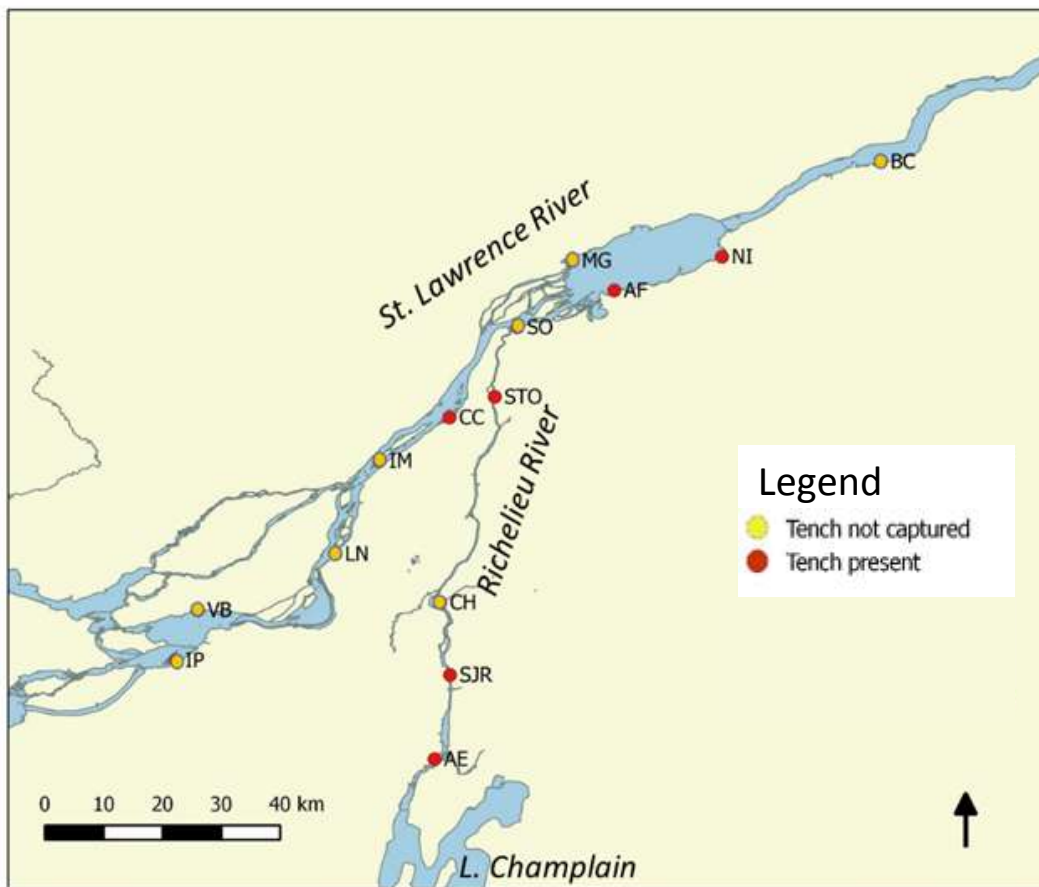 BC
St. Lawrence River
MG
NI
AF
SO
STO
CC
Richelieu River
IM
Legend
Tench not captured
LN
Tench present
CH
VB
IP
SJR
AE
0 10 20 30 40 km
L. Champlain